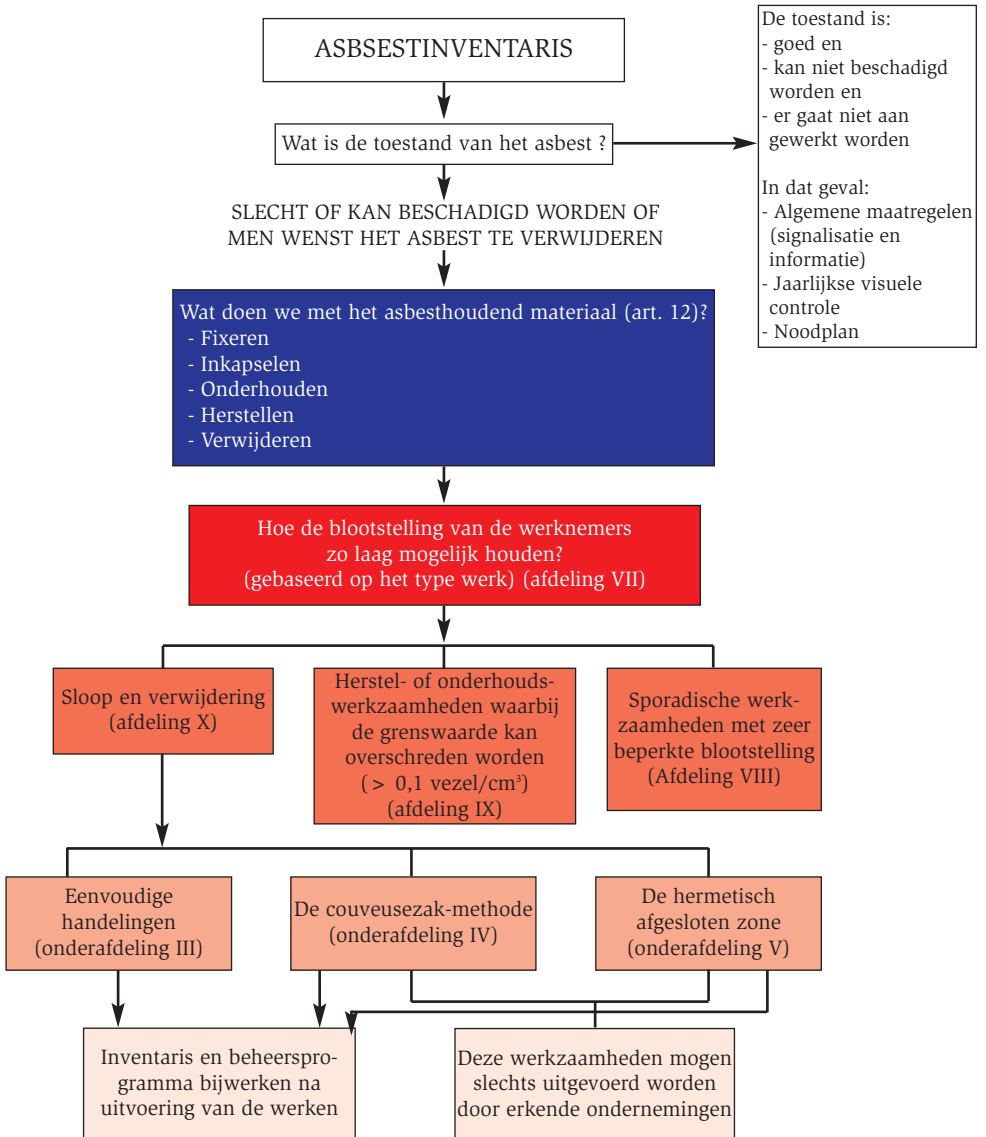 ASBSESTINVENTARIS
De toestand is:
- goed en
- kan niet beschadigd
worden en
- er gaat niet aan
gewerkt worden
In dat geval:
- Algemene maatregelen
(signalisatie en
informatie)
- Jaarlijkse visuele
controle
- Noodplan
Wat is de toestand van het asbest ?
SLECHT OF KAN BESCHADIGD WORDEN OF
MEN WENST HET ASBEST TE VERWIJDEREN
Wat doen we met het asbesthoudend materiaal (art. 12)?
- Fixeren
- Inkapselen
- Onderhouden
- Herstellen
- Verwijderen
Hoe de blootstelling van de werknemers
zo laag mogelijk houden?
(gebaseerd op het type werk) (afdeling VII)
Sloop en verwijdering
(afdeling X)
Herstel- of onderhouds-
werkzaamheden waarbij
de grenswaarde kan
overschreden worden
(> 0,1 vezel/cm³)
(afdeling IX)
Sporadische werk-
zaamheden met zeer
beperkte blootstelling
(Afdeling VIII)
Eenvoudige
handelingen
(onderafdeling III)
De couveusezak-methode
(onderafdeling IV)
De hermetisch
afgesloten zone
(onderafdeling V)
Inventaris en beheerspro-
gramma bijwerken na
uitvoering van de werken
Deze werkzaamheden mogen
slechts uitgevoerd worden
door erkende ondernemingen